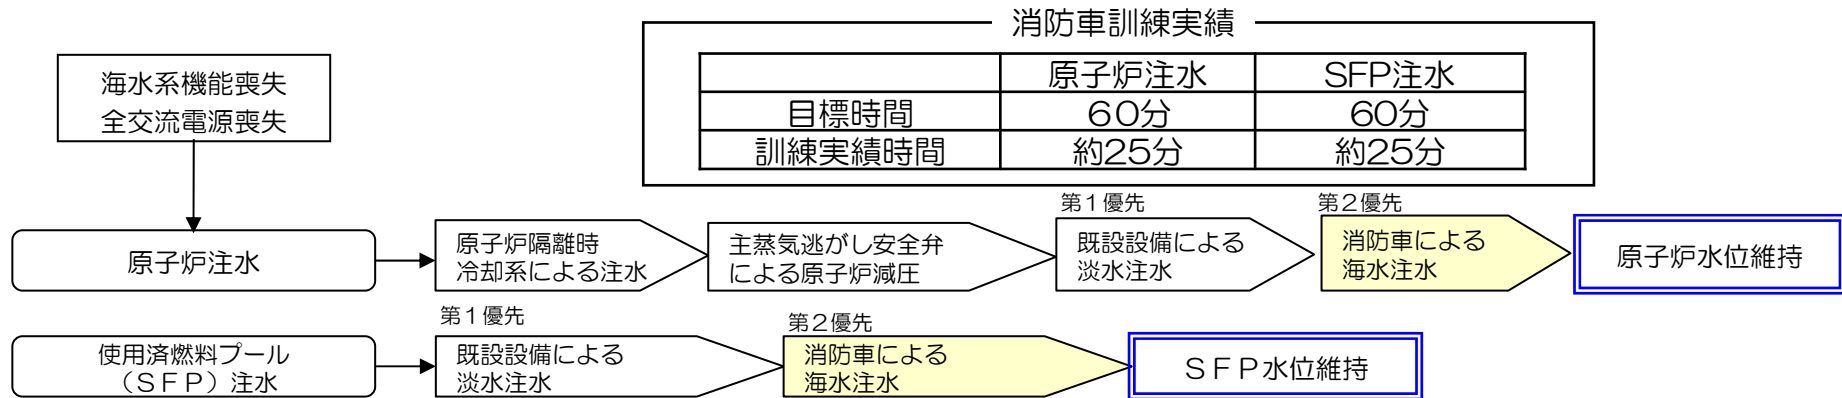 消防車訓練実績
原子炉注水 SFP注水
目標時間 60分 60分
訓練実績時間 約25分 約25分
海水系機能喪失
全交流電源喪失
原子炉注水
原子炉隔離時
冷却系による注水
主蒸気逃がし安全弁
による原子炉減圧
第1優先
既設設備による
淡水注水
第2優先
消防車による
海水注水
原子炉水位維持
使用済燃料プール
（ＳＦＰ）注水
第1優先
既設設備による
淡水注水
第2優先
消防車による
海水注水
ＳＦＰ水位維持